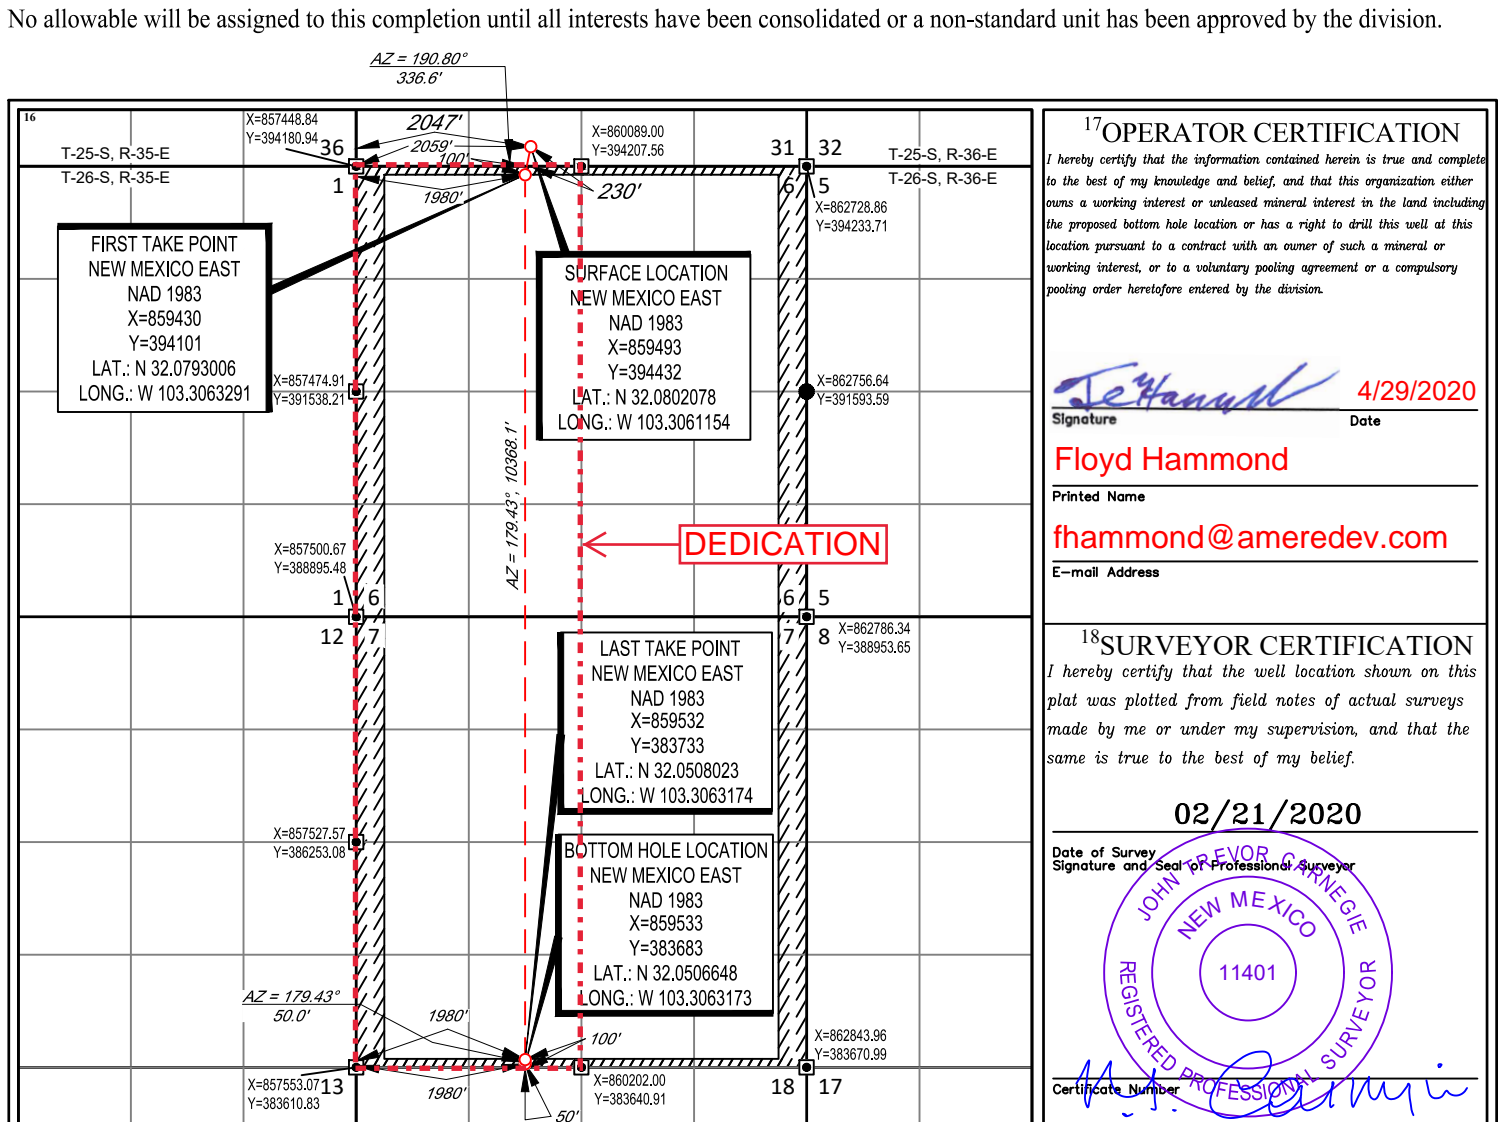 No allowable will be assigned to this completion until all interests have been consolidated or a non-standard unit has been approved by the division.
AZ = 190.80°
336.6'
16
X=857448.84
Y=394180.94
2047'
2059'
100'
X=860089.00
Y=394207.56
36
31
32
T-25-S, R-35-E
T-25-S, R-36-E
T-26-S, R-35-E
T-26-S, R-36-E
1
6
5
1980'
230'
X=862728.86
Y=394233.71
FIRST TAKE POINT
NEW MEXICO EAST
NAD 1983
X=859430
Y=394101
LAT.: N 32.0793006
LONG.: W 103.3063291
SURFACE LOCATION
NEW MEXICO EAST
NAD 1983
X=859493
Y=394432
LAT.: N 32.0802078
LONG.: W 103.3061154
X=857474.91
Y=391538.21
X=862756.64
Y=391593.59
AZ = 179.43°, 10368.1'
DEDICATION
X=857500.67
Y=388895.48
1
6
6
5
12
7
7
8
X=862786.34
Y=388953.65
LAST TAKE POINT
NEW MEXICO EAST
NAD 1983
X=859532
Y=383733
LAT.: N 32.0508023
LONG.: W 103.3063174
X=857527.57
Y=386253.08
BOTTOM HOLE LOCATION
NEW MEXICO EAST
NAD 1983
X=859533
Y=383683
LAT.: N 32.0506648
LONG.: W 103.3063173
AZ = 179.43°
50.0'
1980'
100'
X=862843.96
Y=383670.99
X=857553.07
Y=383610.83
13
1980'
50'
X=860202.00
Y=383640.91
18
17
17OPERATOR CERTIFICATION
I hereby certify that the information contained herein is true and complete
to the best of my knowledge and belief, and that this organization either
owns a working interest or unleased mineral interest in the land including
the proposed bottom hole location or has a right to drill this well at this
location pursuant to a contract with an owner of such a mineral or
working interest, or to a voluntary pooling agreement or a compulsory
pooling order heretofore entered by the division.
4/29/2020
Signature
Date
Floyd Hammond
Printed Name
fhammond@ameredev.com
E-mail Address
18SURVEYOR CERTIFICATION
I hereby certify that the well location shown on this
plat was plotted from field notes of actual surveys
made by me or under my supervision, and that the
same is true to the best of my belief.
02/21/2020
Date of Survey
Signature and Seal of Professional Surveyor
JOHN TREVOR CARNEGIE
NEW MEXICO
11401
REGISTERED PROFESSIONAL SURVEYOR
Certificate Number